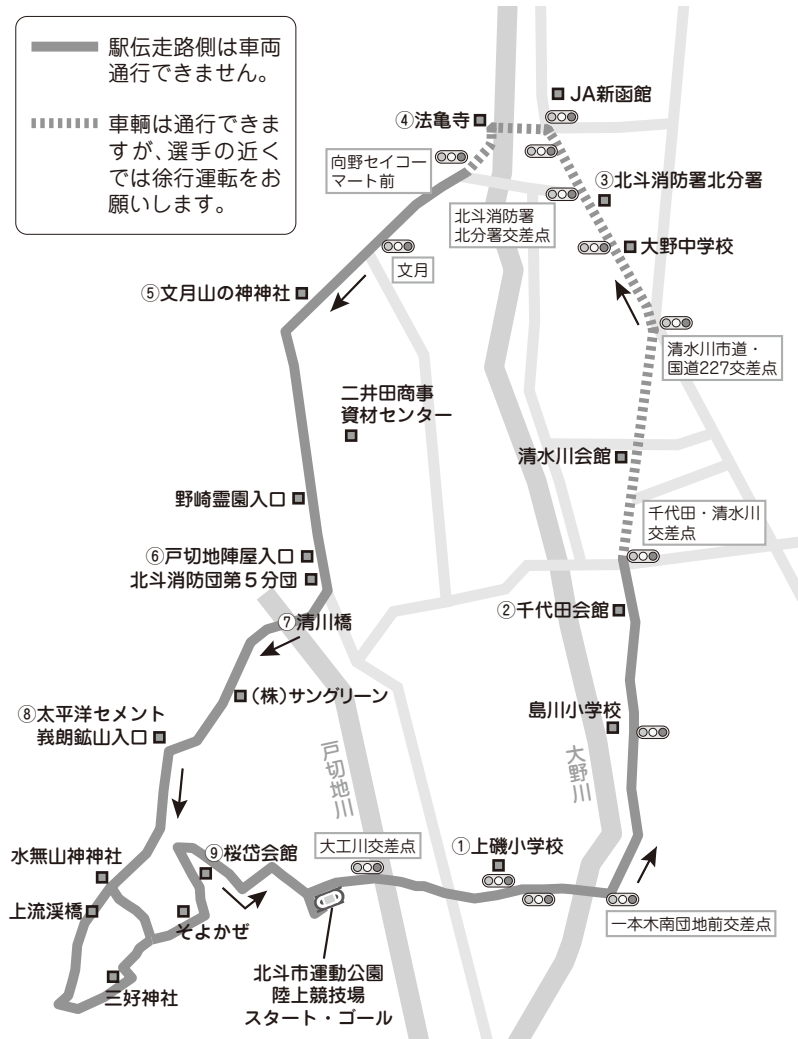 駅伝走路側は車両
通行できません。
車輌は通行できま
すが、選手の近く
では徐行運転をお
願いします。
JA新函館
④法亀寺
向野セイコー
マート前
③北斗消防署北分署
北斗消防署
北分署交差点
大野中学校
文月
⑤文月山の神神社
清水川市道・
国道227交差点
二井田商事
資材センター
清水川会館
野崎霊園入口
千代田・清水川
交差点
⑥戸切地陣屋入口
北斗消防団第5分団
②千代田会館
⑦清川橋
(株)サングリーン
⑧太平洋セメント
峩朗鉱山入口
島川小学校
戸切地川
大野川
大工川交差点
①上磯小学校
⑨桜岱会館
水無山神神社
上流渓橋
そよかぜ
一本木南団地前交差点
三好神社
北斗市運動公園
陸上競技場
スタート・ゴール